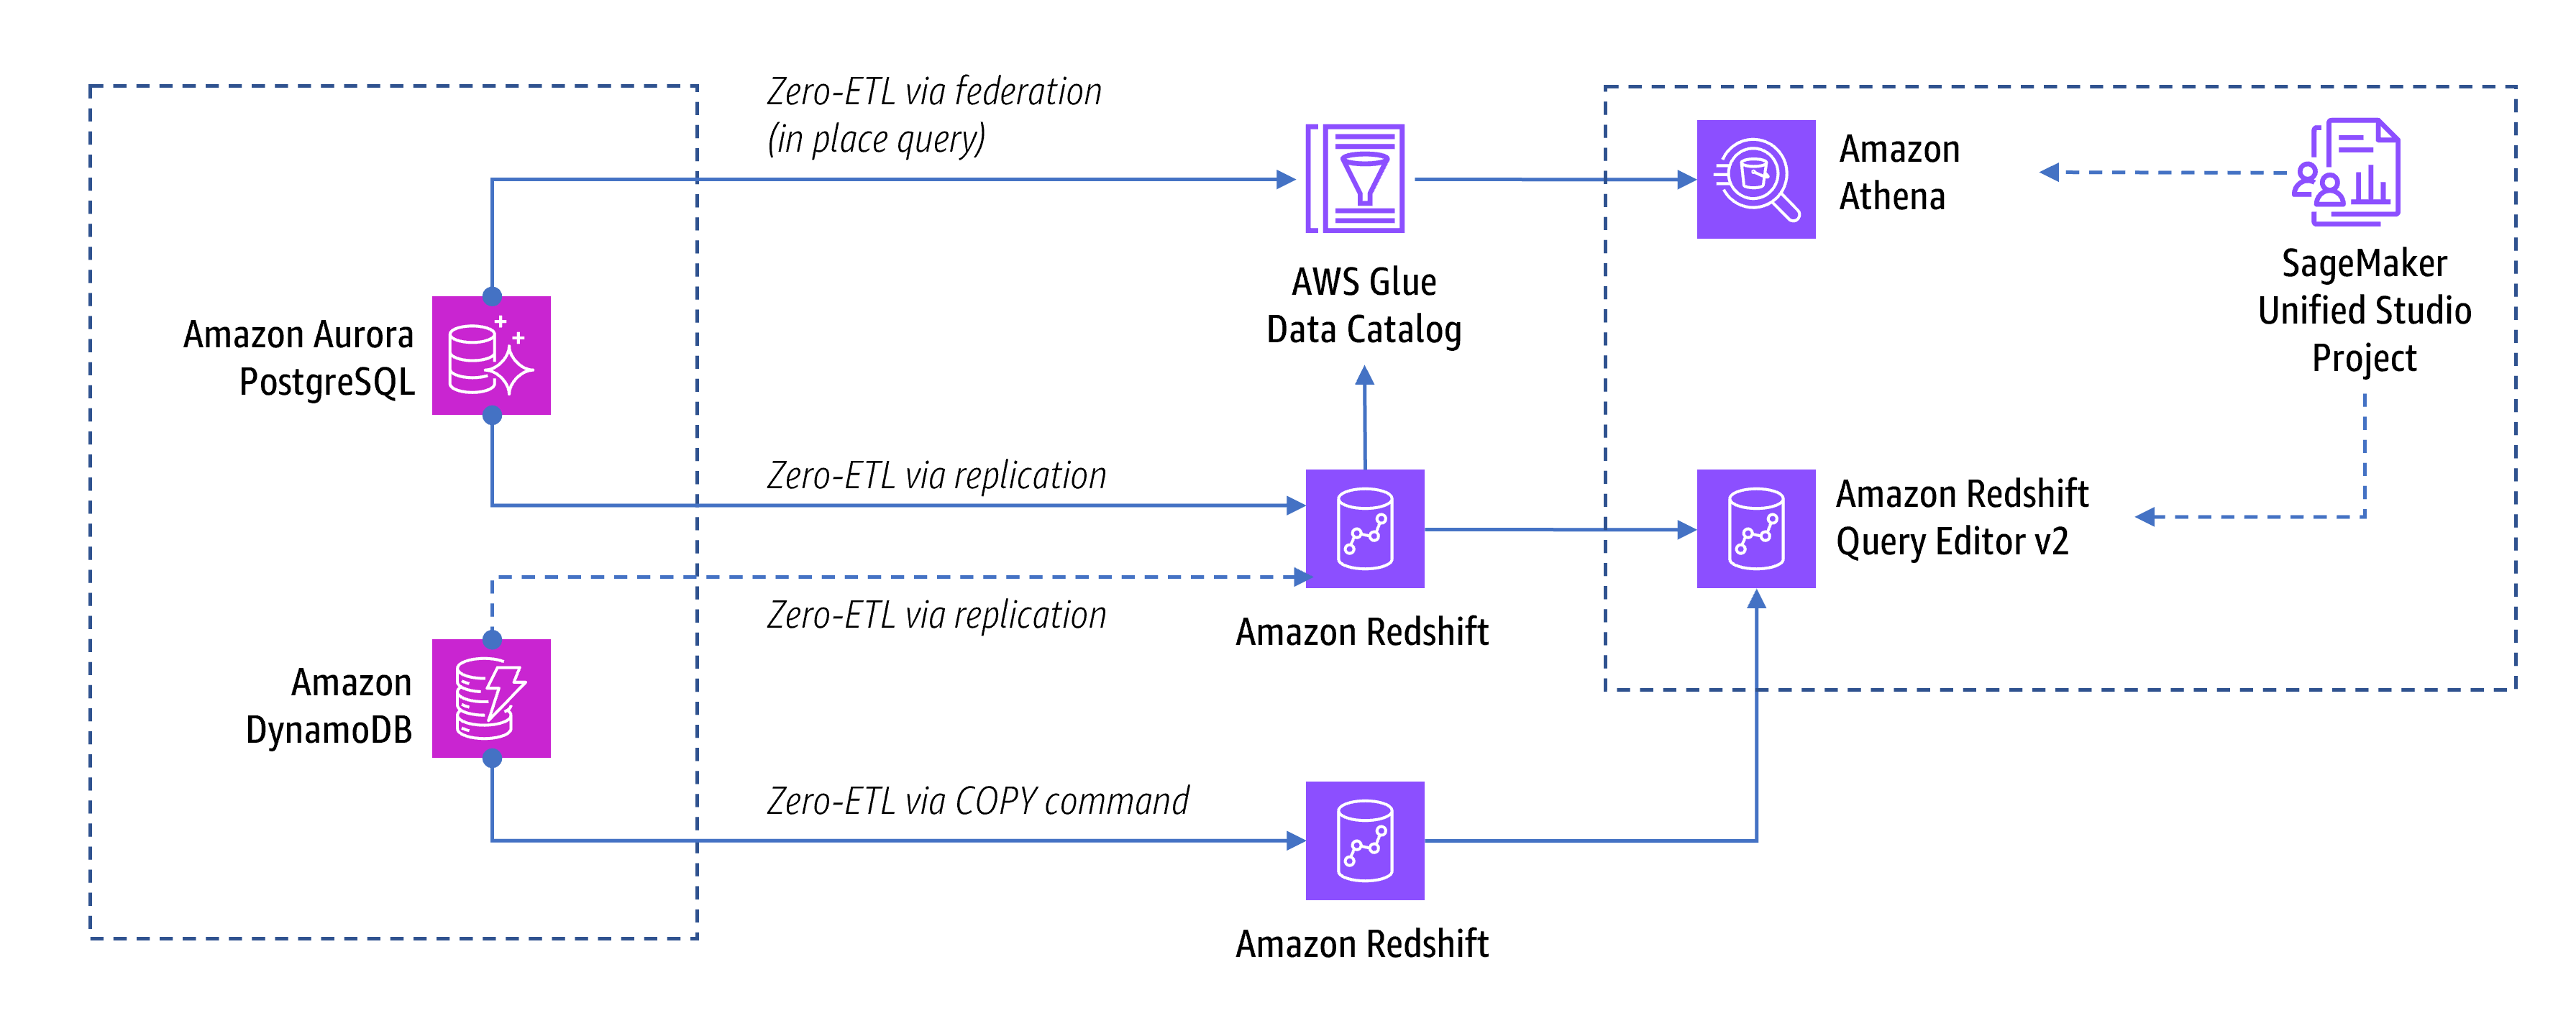 Zero-ETL via federation
(in place query)
Amazon
Athena
SageMaker
Unified Studio
Project
AWS Glue
Data Catalog
Amazon Aurora
PostgreSQL
Zero-ETL via replication
Amazon Redshift
Query Editor v2
Zero-ETL via replication
Amazon Redshift
Amazon
DynamoDB
Zero-ETL via COPY command
Amazon Redshift